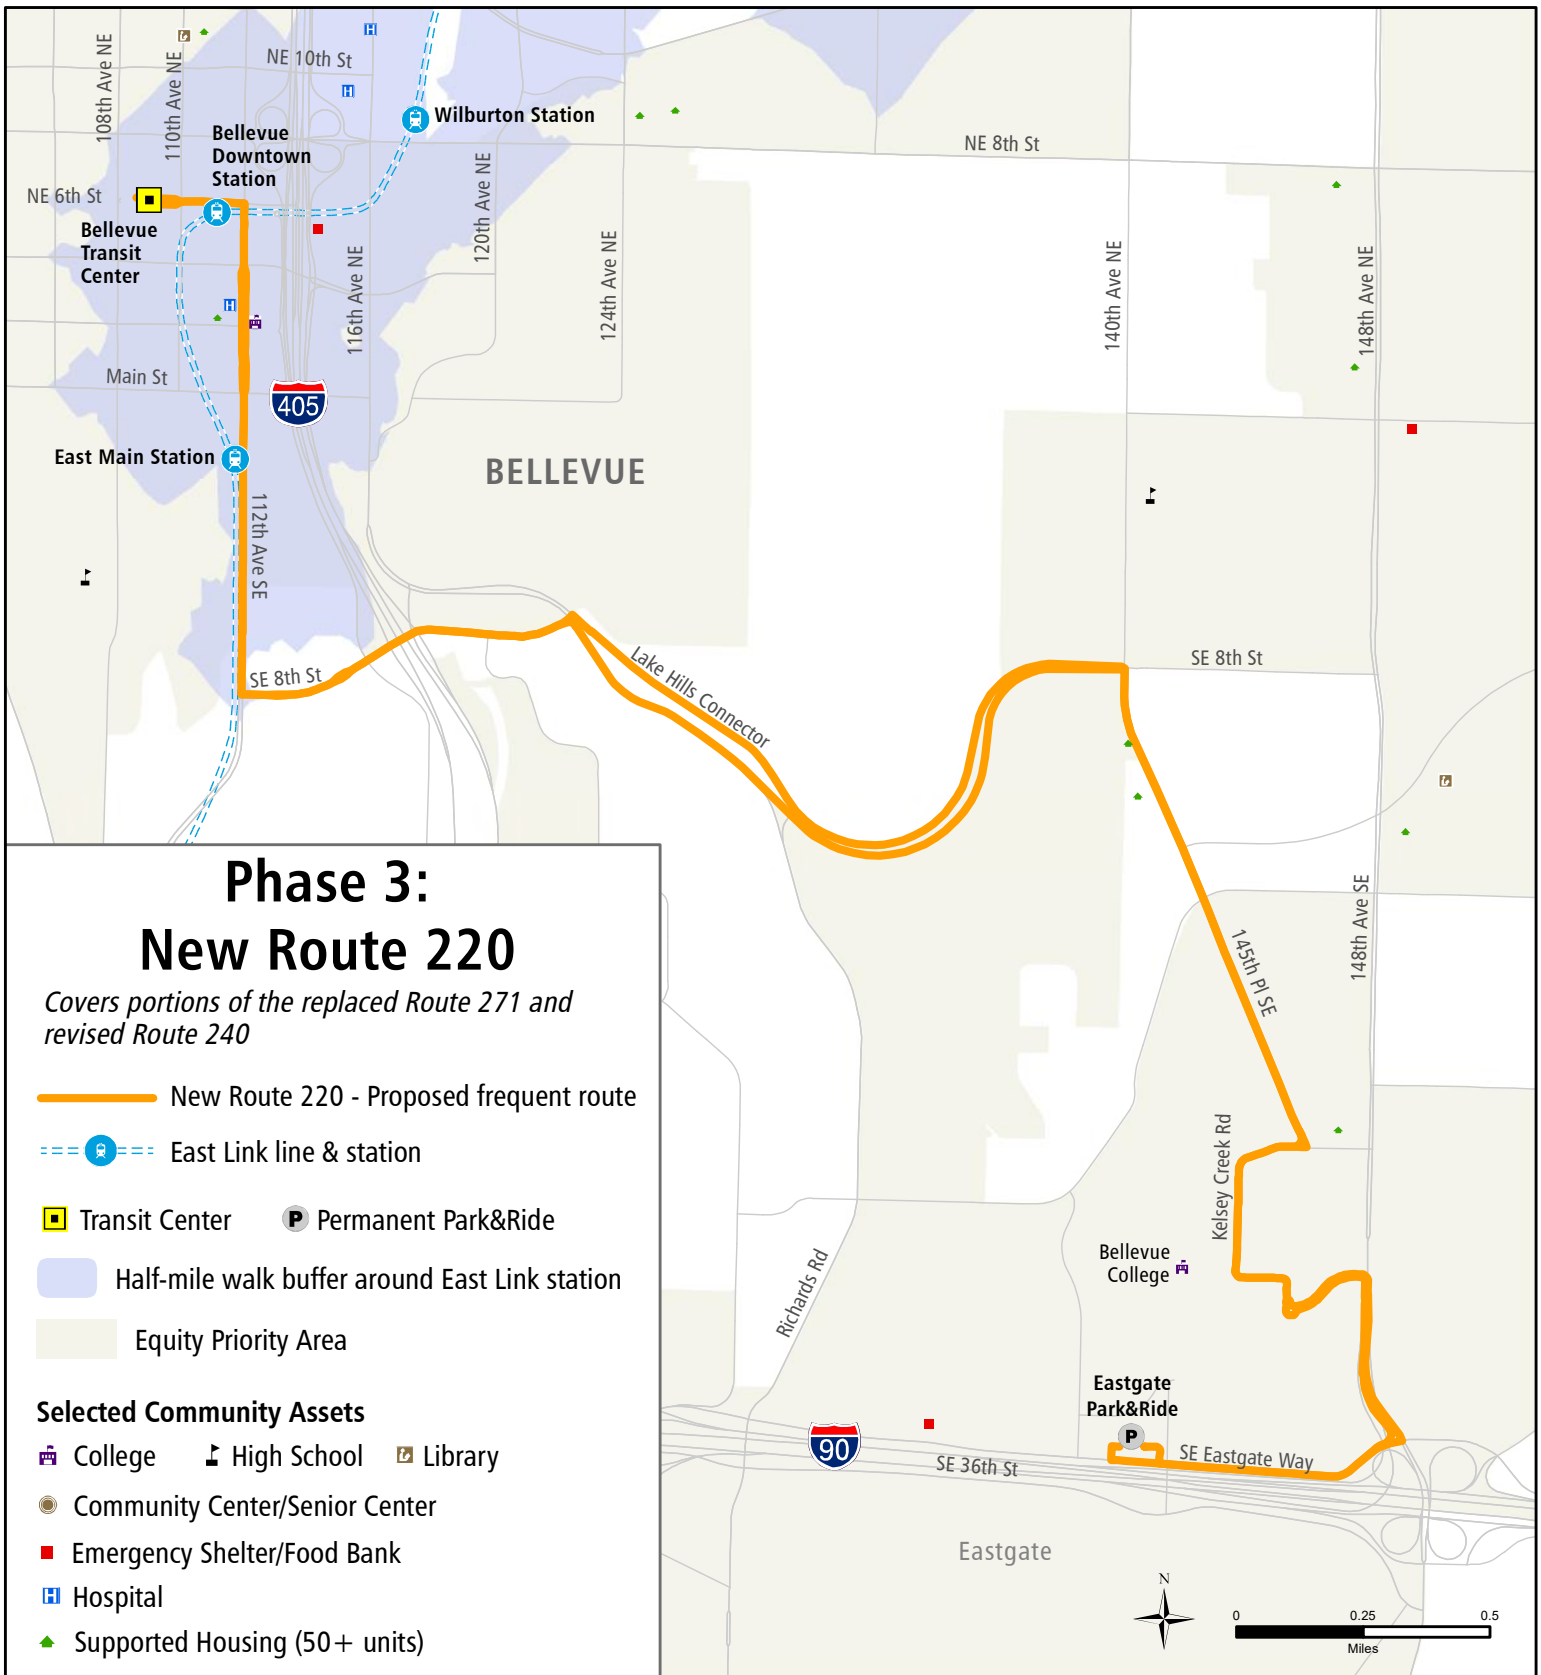 108th Ave NE
110th Ave NE
NE 10th St
H
H
Wilburton Station
Bellevue
Downtown
Station
NE 8th St
NE 6th St
Bellevue
Transit
Center
120th Ave NE
116th Ave NE
124th Ave NE
140th Ave NE
148th Ave NE
H
Main St
405
East Main Station
BELLEVUE
112th Ave SE
SE 8th St
Lake Hills Connector
SE 8th St
148th Ave SE
145th Pl SE
Kelsey Creek Rd
Bellevue
College
Richards Rd
Eastgate
Park&Ride
P
90
SE 36th St
SE Eastgate Way
Eastgate
Phase 3:
New Route 220
Covers portions of the replaced Route 271 and
revised Route 240
New Route 220 - Proposed frequent route
East Link line & station
Transit Center
P Permanent Park&Ride
Half-mile walk buffer around East Link station
Equity Priority Area
Selected Community Assets
College
High School
Library
Community Center/Senior Center
Emergency Shelter/Food Bank
H Hospital
Supported Housing (50+ units)
N
0 0.25 0.5
Miles